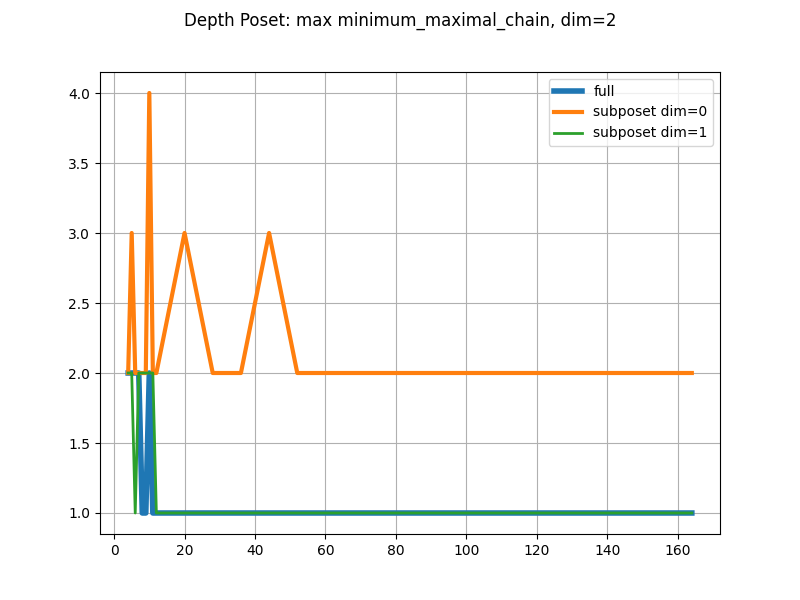 Depth Poset: max minimum_maximal_chain, dim=2
full
subposet dim=0
subposet dim=1
4.0
3.5
3.0
2.5
2.0
1.5
1.0
0 20 40 60 80 100 120 140 160